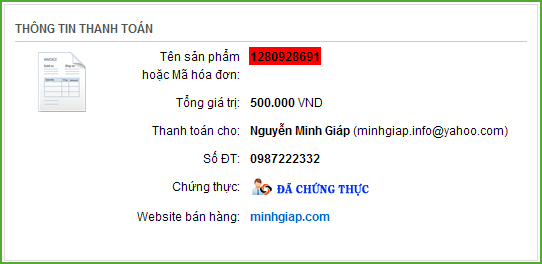 THÔNG TIN THANH TOÁN
Tên sản phẩm 1280928691
hoặc Mã hóa đơn:
Tổng giá trị: 500.000 VND
Thanh toán cho: Nguyễn Minh Giáp (minhgiap.info@yahoo.com)
Số ĐT: 0987222332
Chứng thực: ĐÃ CHỨNG THỰC
Website bán hàng: minhgiap.com